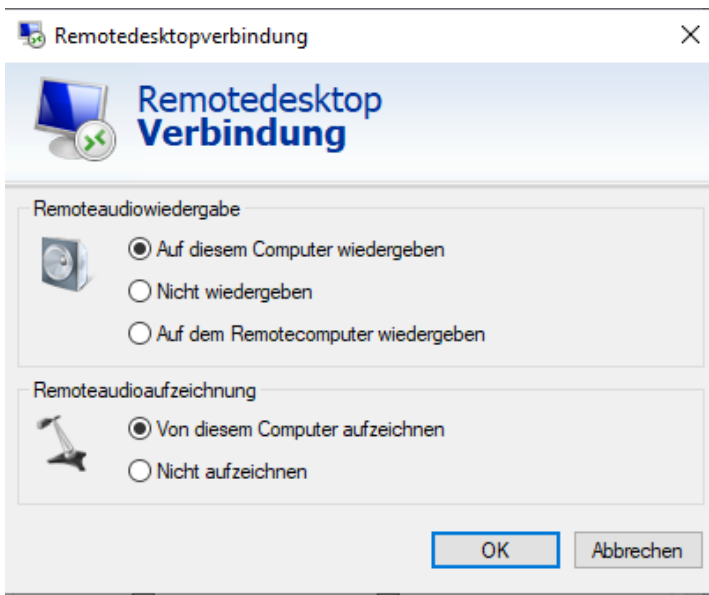 Remotedesktopverbindung
Remotedesktop
Verbindung
Remoteaudiowiedergabe
Auf diesem Computer wiedergeben
Nicht wiedergeben
Auf dem Remotecomputer wiedergeben
Remoteaudioaufzeichnung
Von diesem Computer aufzeichnen
Nicht aufzeichnen
OK Abbrechen